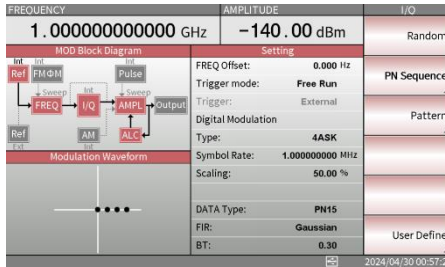 FREQUENCY
AMPLITUDE
I/Q
1.000000000000 GHz
-140.00 dBm
Random
MOD Block Diagram
Setting
Int
Int
Int
Ref
FMΦM
Pulse
Sweep
Int
Sweep
FREQ
I/Q
AMPL
Output
Ref
AM
ALC
Ext
Int
Modulation Waveform
FREQ Offset: 0.000 Hz
Trigger mode: Free Run
Trigger: External
Digital Modulation
Type: 4ASK
Symbol Rate: 1.000000000 MHz
Scaling: 50.00 %
DATA Type: PN15
FIR: Gaussian
BT: 0.30
PN Sequence
Pattern
User Define
2024/04/30 00:57:2